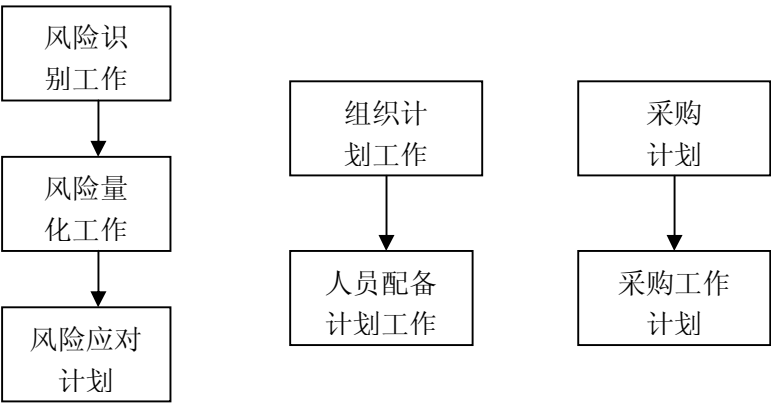 风险识
别工作
风险量
化工作
风险应对
计划
组织计
划工作
人员配备
计划工作
采购
计划
采购工作
计划